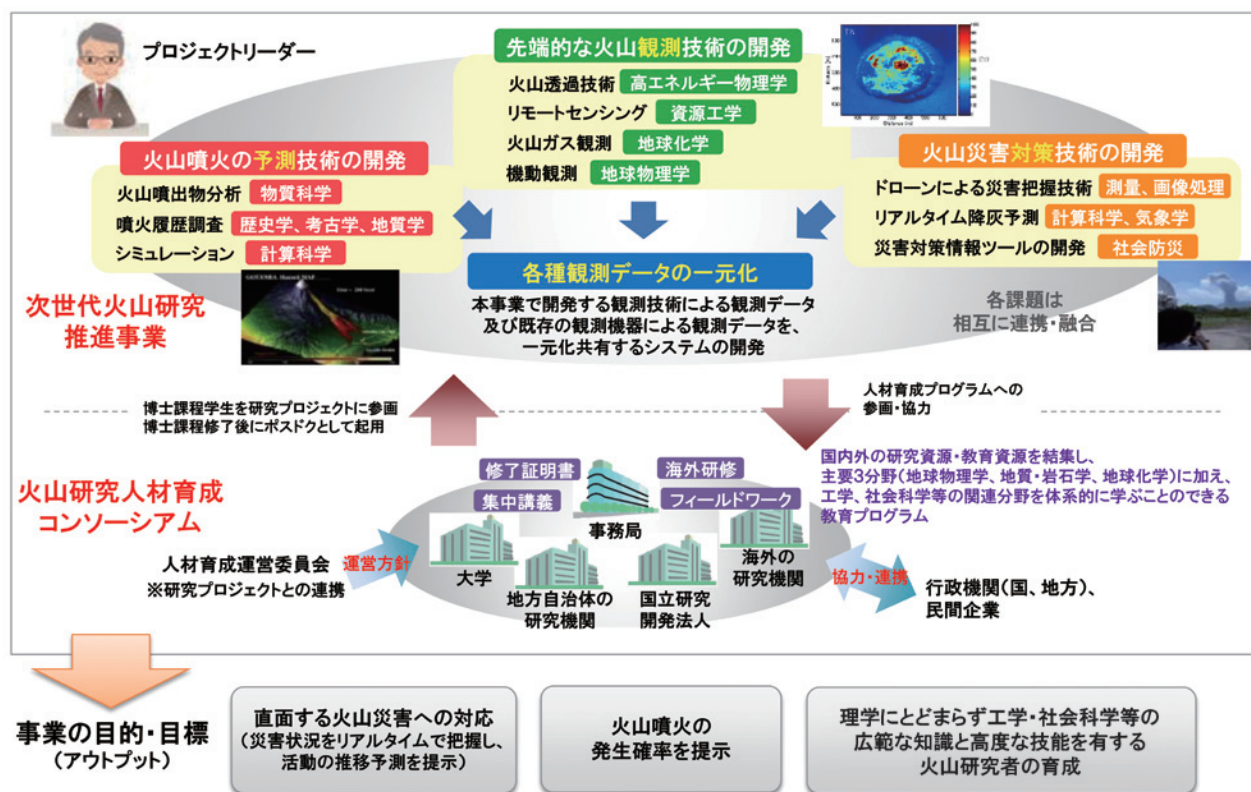 プロジェクトリーダー
先端的な火山観測技術の開発
火山透過技術 高エネルギー物理学
リモートセンシング 資源工学
火山ガス観測 地球化学
機動観測 地球物理学
火山噴火の予測技術の開発
火山噴出物分析 物質科学
噴火履歴調査 歴史学、考古学、地質学
シミュレーション 計算科学
火山災害対策技術の開発
ドローンによる災害把握技術 測量、画像処理
リアルタイム降灰予測 計算科学、気象学
災害対策情報ツールの開発 社会防災
各種観測データの一元化
本事業で開発する観測技術による観測データ
及び既存の観測機器による観測データを、
一元化共有するシステムの開発
次世代火山研究
推進事業
各課題は
相互に連携・融合
博士課程学生を研究プロジェクトに参画
博士課程修了後にポスドクとして起用
人材育成プログラムへの
参画・協力
火山研究人材育成
コンソーシアム
修了証明書
集中講義
海外研修
フィールドワーク
事務局
大学
地方自治体の
研究機関
国立研究
開発法人
海外の
研究機関
国内外の研究資源・教育資源を結集し、
主要3分野(地球物理学、地質・岩石学、地球化学)に加え、
工学、社会科学等の関連分野を体系的に学ぶことのできる
教育プログラム
人材育成運営委員会
※研究プロジェクトとの連携
運営方針
協力・連携
行政機関(国、地方)、
民間企業
事業の目的・目標
(アウトプット)
直面する火山災害への対応
(災害状況をリアルタイムで把握し、
活動の推移予測を提示)
火山噴火の
発生確率を提示
理学にとどまらず工学・社会科学等の
広範な知識と高度な技能を有する
火山研究者の育成